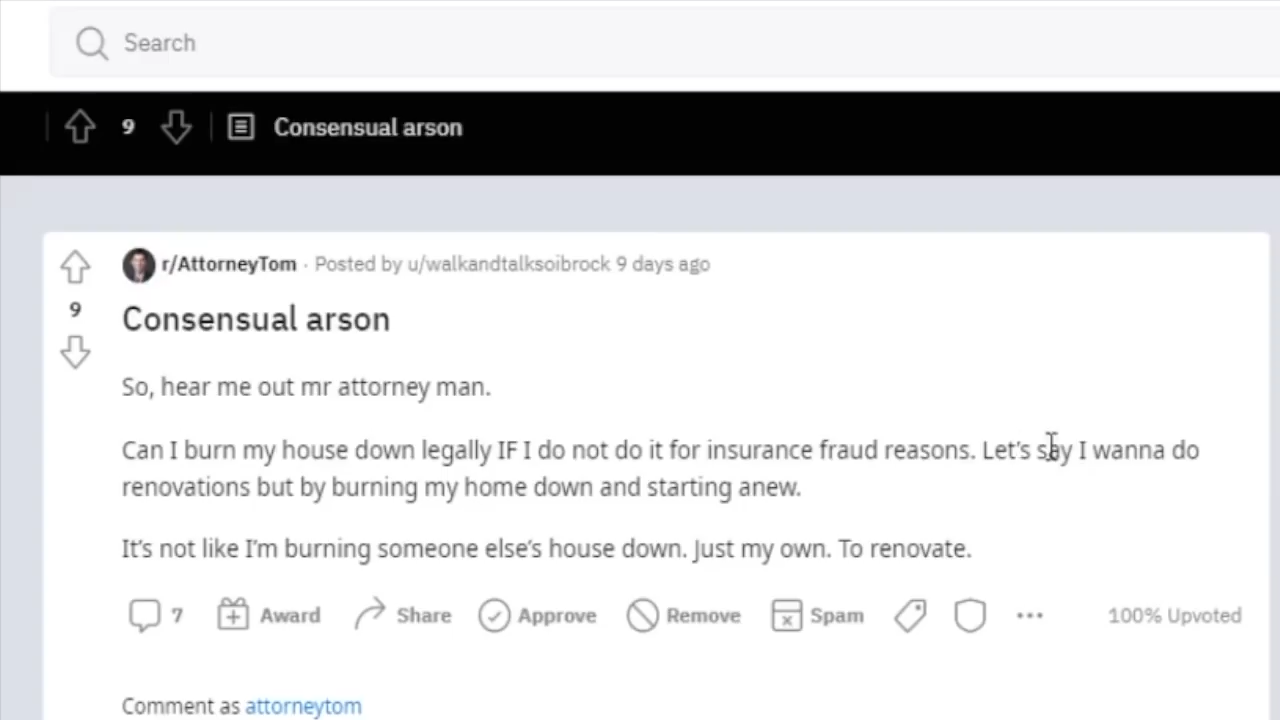 Search
9 Consensual arson
r/AttorneyTom · Posted by u/walkandtalksoibrock 9 days ago
9
Consensual arson
So, hear me out mr attorney man.
Can I burn my house down legally IF I do not do it for insurance fraud reasons. Let's say I wanna do
renovations but by burning my home down and starting anew.
It's not like I'm burning someone else's house down. Just my own. To renovate.
7 Award Share Approve Remove Spam ... 100% Upvoted
Comment as attorneytom